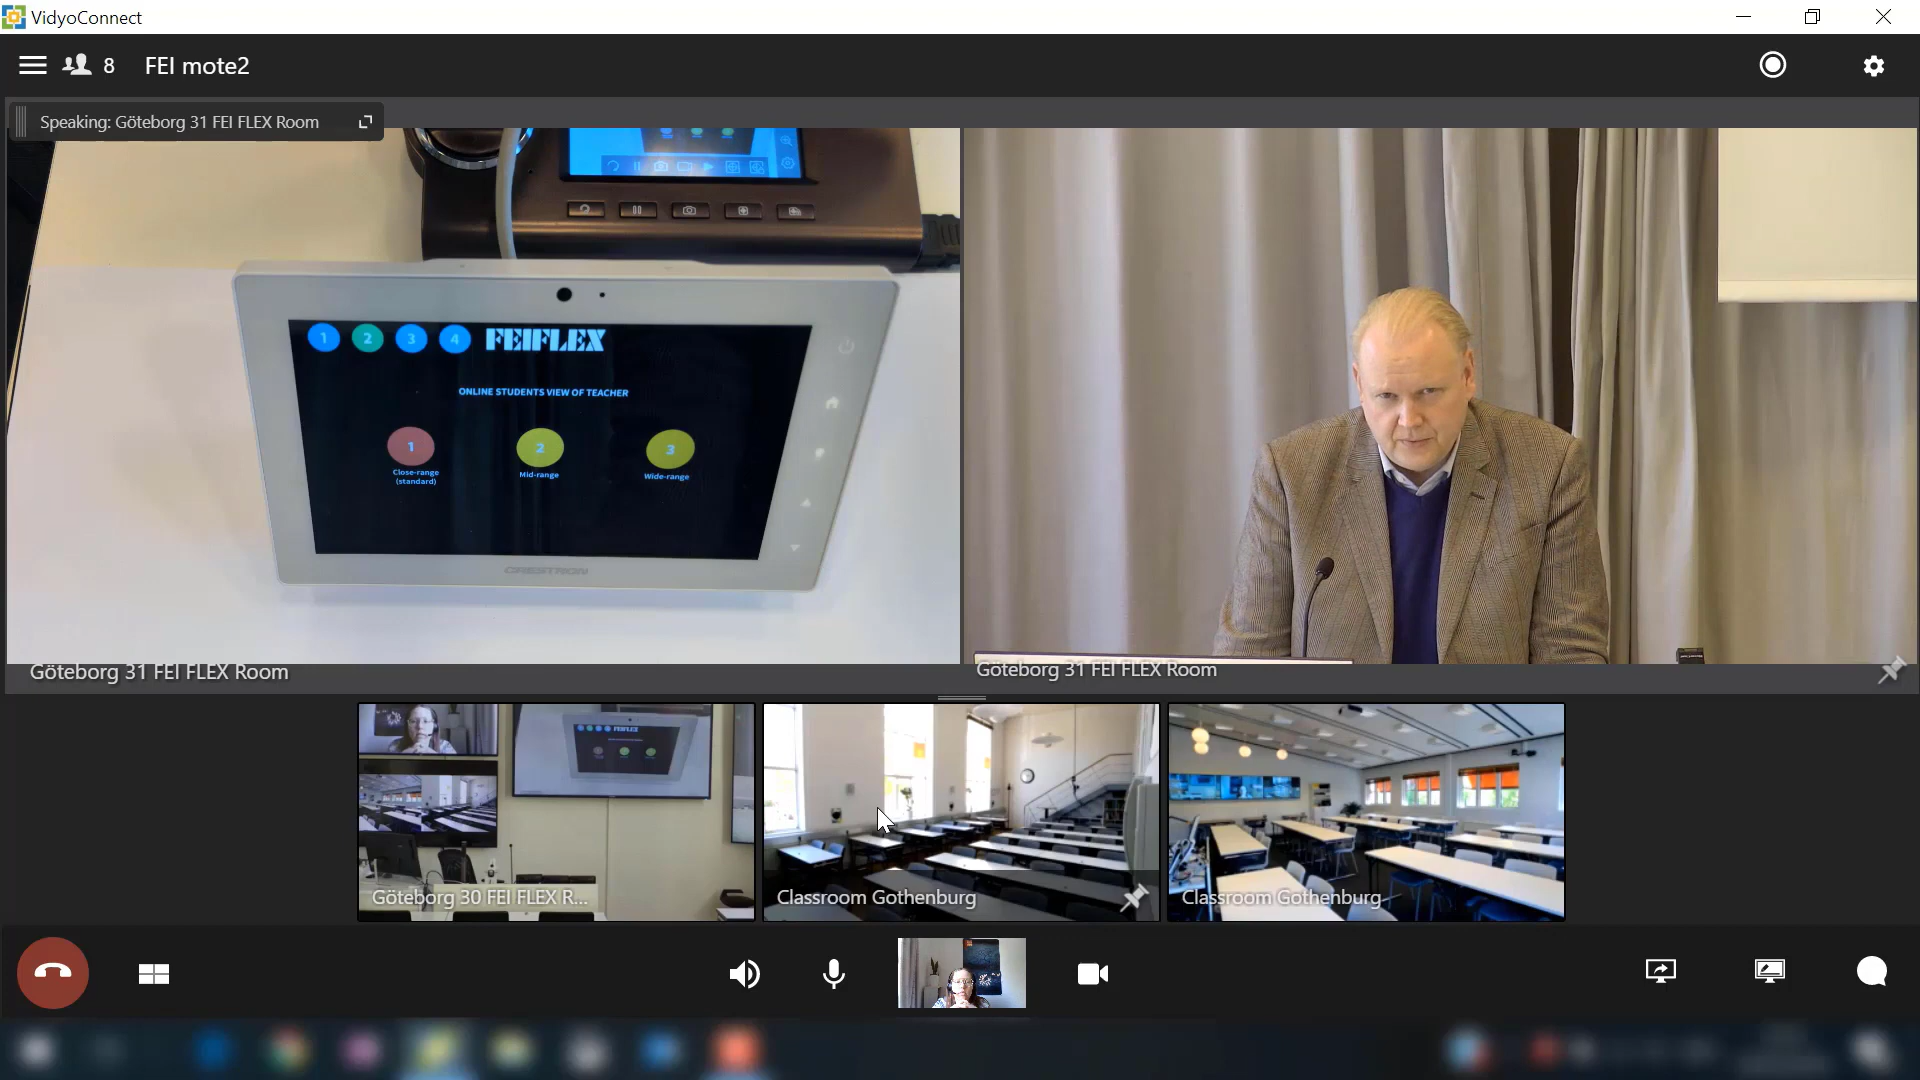 VidyoConnect
8
FEI mote2
Speaking: Göteborg 31 FEI FLEX Room
1
2
3
4
FEIFLEX
ONLINE STUDENTS VIEW OF TEACHER
1
2
3
Close-range
(standard)
Mid-range
Wide-range
CRESTRON
Göteborg 31 FEI FLEX Room
Göteborg 31 FEI FLEX Room
Göteborg 30 FEI FLEX R...
Classroom Gothenburg
Classroom Gothenburg